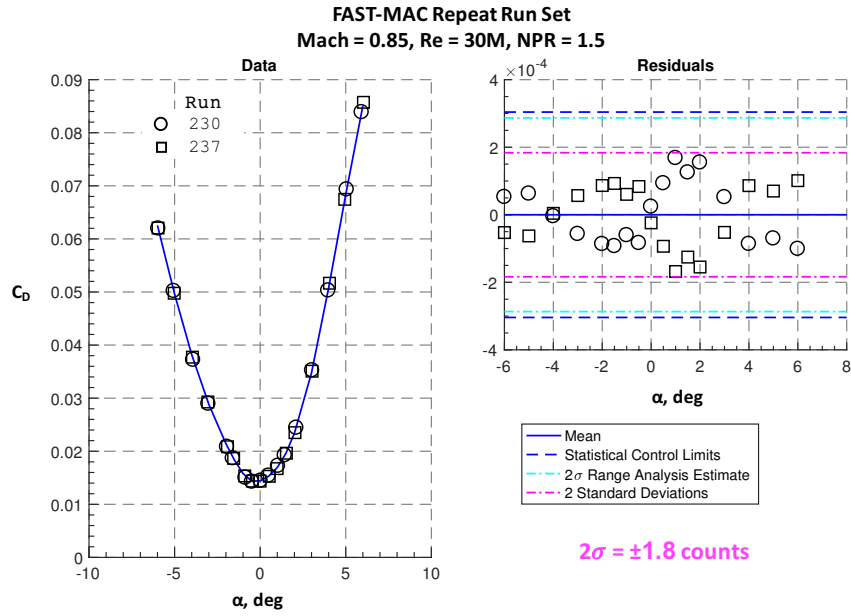 FAST-MAC Repeat Run Set
Mach = 0.85, Re = 30M, NPR = 1.5
Data
0.09
0.08
0.07
0.06
0.05
0.04
0.03
0.02
0.01
0
-10
-5
0
5
10
Run
230
237
C_D
α, deg
Residuals
×10⁻⁴
4
2
0
-2
-4
-6
-4
-2
0
2
4
6
8
α, deg
Mean
Statistical Control Limits
2σ Range Analysis Estimate
2 Standard Deviations
2σ = ±1.8 counts